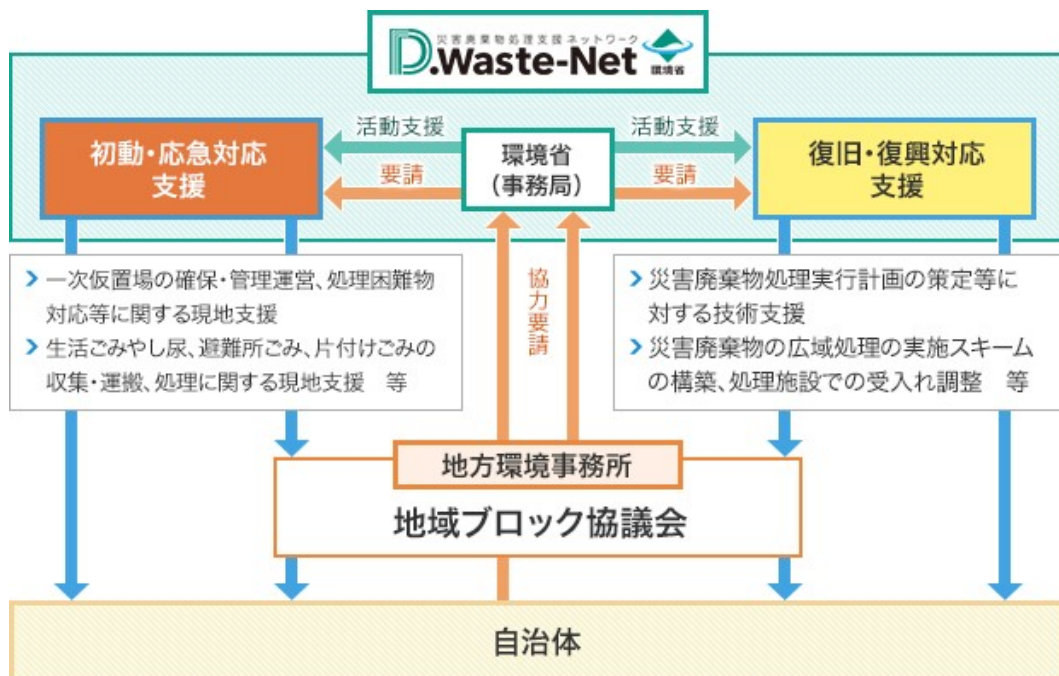 災害廃棄物処理支援ネットワーク
D.Waste-Net
環境省
初動・応急対応
支援
活動支援
要請
環境省
(事務局)
活動支援
要請
復旧・復興対応
支援
一次仮置場の確保・管理運営、処理困難物
対応等に関する現地支援
生活ごみやし尿、避難所ごみ、片付けごみの
収集・運搬、処理に関する現地支援 等
協力要請
災害廃棄物処理実行計画の策定等に
対する技術支援
災害廃棄物の広域処理の実施スキーム
の構築、処理施設での受入れ調整 等
地方環境事務所
地域ブロック協議会
自治体